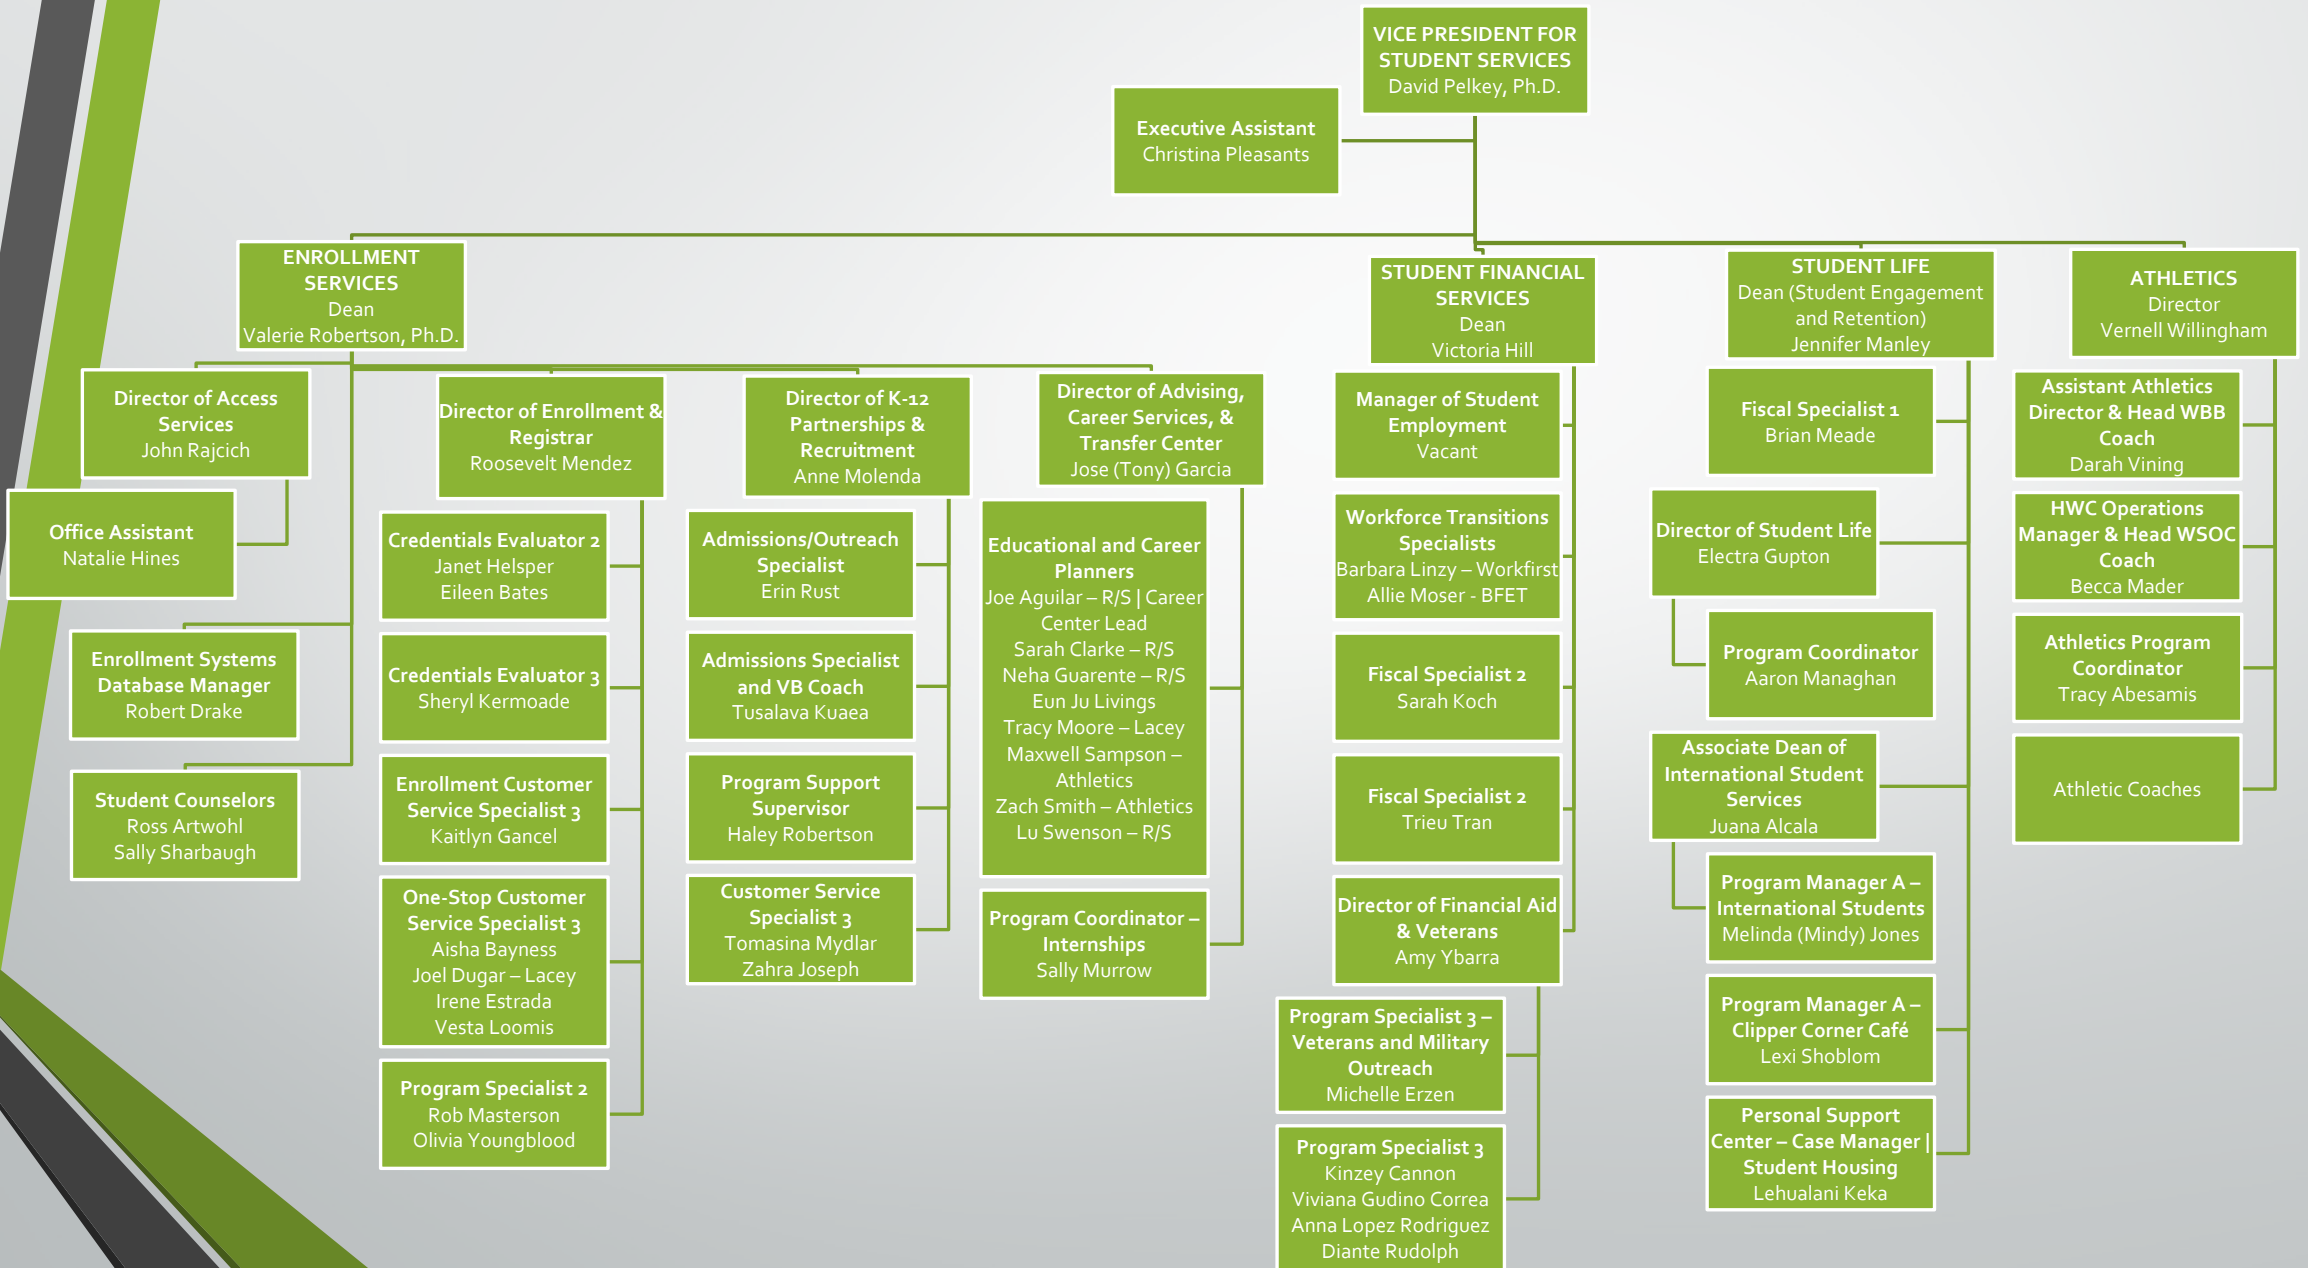 VICE PRESIDENT FOR
STUDENT SERVICES
David Pelkey, Ph.D.
Executive Assistant
Christina Pleasants
ENROLLMENT
SERVICES
Dean
Valerie Robertson, Ph.D.
Director of Access
Services
John Rajcich
Office Assistant
Natalie Hines
Enrollment Systems
Database Manager
Robert Drake
Student Counselors
Ross Artwohl
Sally Sharbaugh
Director of Enrollment &
Registrar
Roosevelt Mendez
Credentials Evaluator 2
Janet Helsper
Eileen Bates
Credentials Evaluator 3
Sheryl Kermoade
Enrollment Customer
Service Specialist 3
Kaitlyn Gancel
One-Stop Customer
Service Specialist 3
Aisha Bayness
Joel Dugar – Lacey
Irene Estrada
Vesta Loomis
Program Specialist 2
Rob Masterson
Olivia Youngblood
Director of K-12
Partnerships &
Recruitment
Anne Molenda
Admissions/Outreach
Specialist
Erin Rust
Admissions Specialist
and VB Coach
Tusalava Kuaea
Program Support
Supervisor
Haley Robertson
Customer Service
Specialist 3
Tomasina Mydlar
Zahra Joseph
Director of Advising,
Career Services, &
Transfer Center
Jose (Tony) Garcia
Educational and Career
Planners
Joe Aguilar – R/S | Career
Center Lead
Sarah Clarke – R/S
Neha Guarente – R/S
Eun Ju Livings
Tracy Moore – Lacey
Maxwell Sampson –
Athletics
Zach Smith – Athletics
Lu Swenson – R/S
Program Coordinator –
Internships
Sally Murrow
STUDENT FINANCIAL
SERVICES
Dean
Victoria Hill
Manager of Student
Employment
Vacant
Workforce Transitions
Specialists
Barbara Linzy – Workfirst
Allie Moser - BFET
Fiscal Specialist 2
Sarah Koch
Fiscal Specialist 2
Trieu Tran
Director of Financial Aid
& Veterans
Amy Ybarra
Program Specialist 3 –
Veterans and Military
Outreach
Michelle Erzen
Program Specialist 3
Kinzey Cannon
Viviana Gudino Correa
Anna Lopez Rodriguez
Diante Rudolph
STUDENT LIFE
Dean (Student Engagement
and Retention)
Jennifer Manley
Fiscal Specialist 1
Brian Meade
Director of Student Life
Electra Gupton
Program Coordinator
Aaron Managhan
Associate Dean of
International Student
Services
Juana Alcala
Program Manager A –
International Students
Melinda (Mindy) Jones
Program Manager A –
Clipper Corner Café
Lexi Shoblom
Personal Support
Center – Case Manager |
Student Housing
Lehualani Keka
ATHLETICS
Director
Vernell Willingham
Assistant Athletics
Director & Head WBB
Coach
Darah Vining
HWC Operations
Manager & Head WSOC
Coach
Becca Mader
Athletics Program
Coordinator
Tracy Abesamis
Athletic Coaches